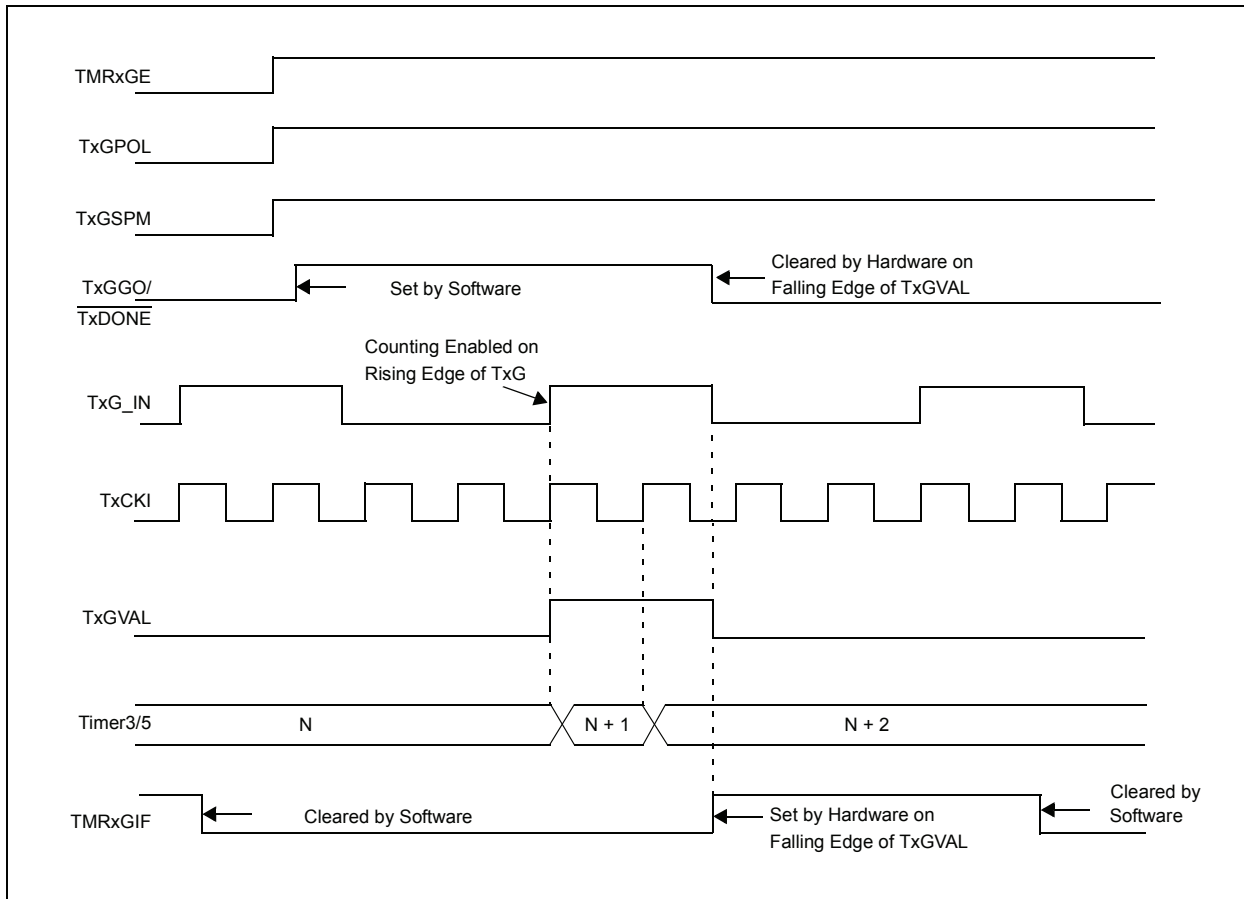 TMRxGE
TxGPOL
TxGSPM
TxGGO/
TxDONE
Set by Software
Cleared by Hardware on
Falling Edge of TxGVAL
Counting Enabled on
Rising Edge of TxG
TxG_IN
TxCKI
TxGVAL
Timer3/5
N
N + 1
N + 2
TMRxGIF
Cleared by Software
Set by Hardware on
Falling Edge of TxGVAL
Cleared by
Software